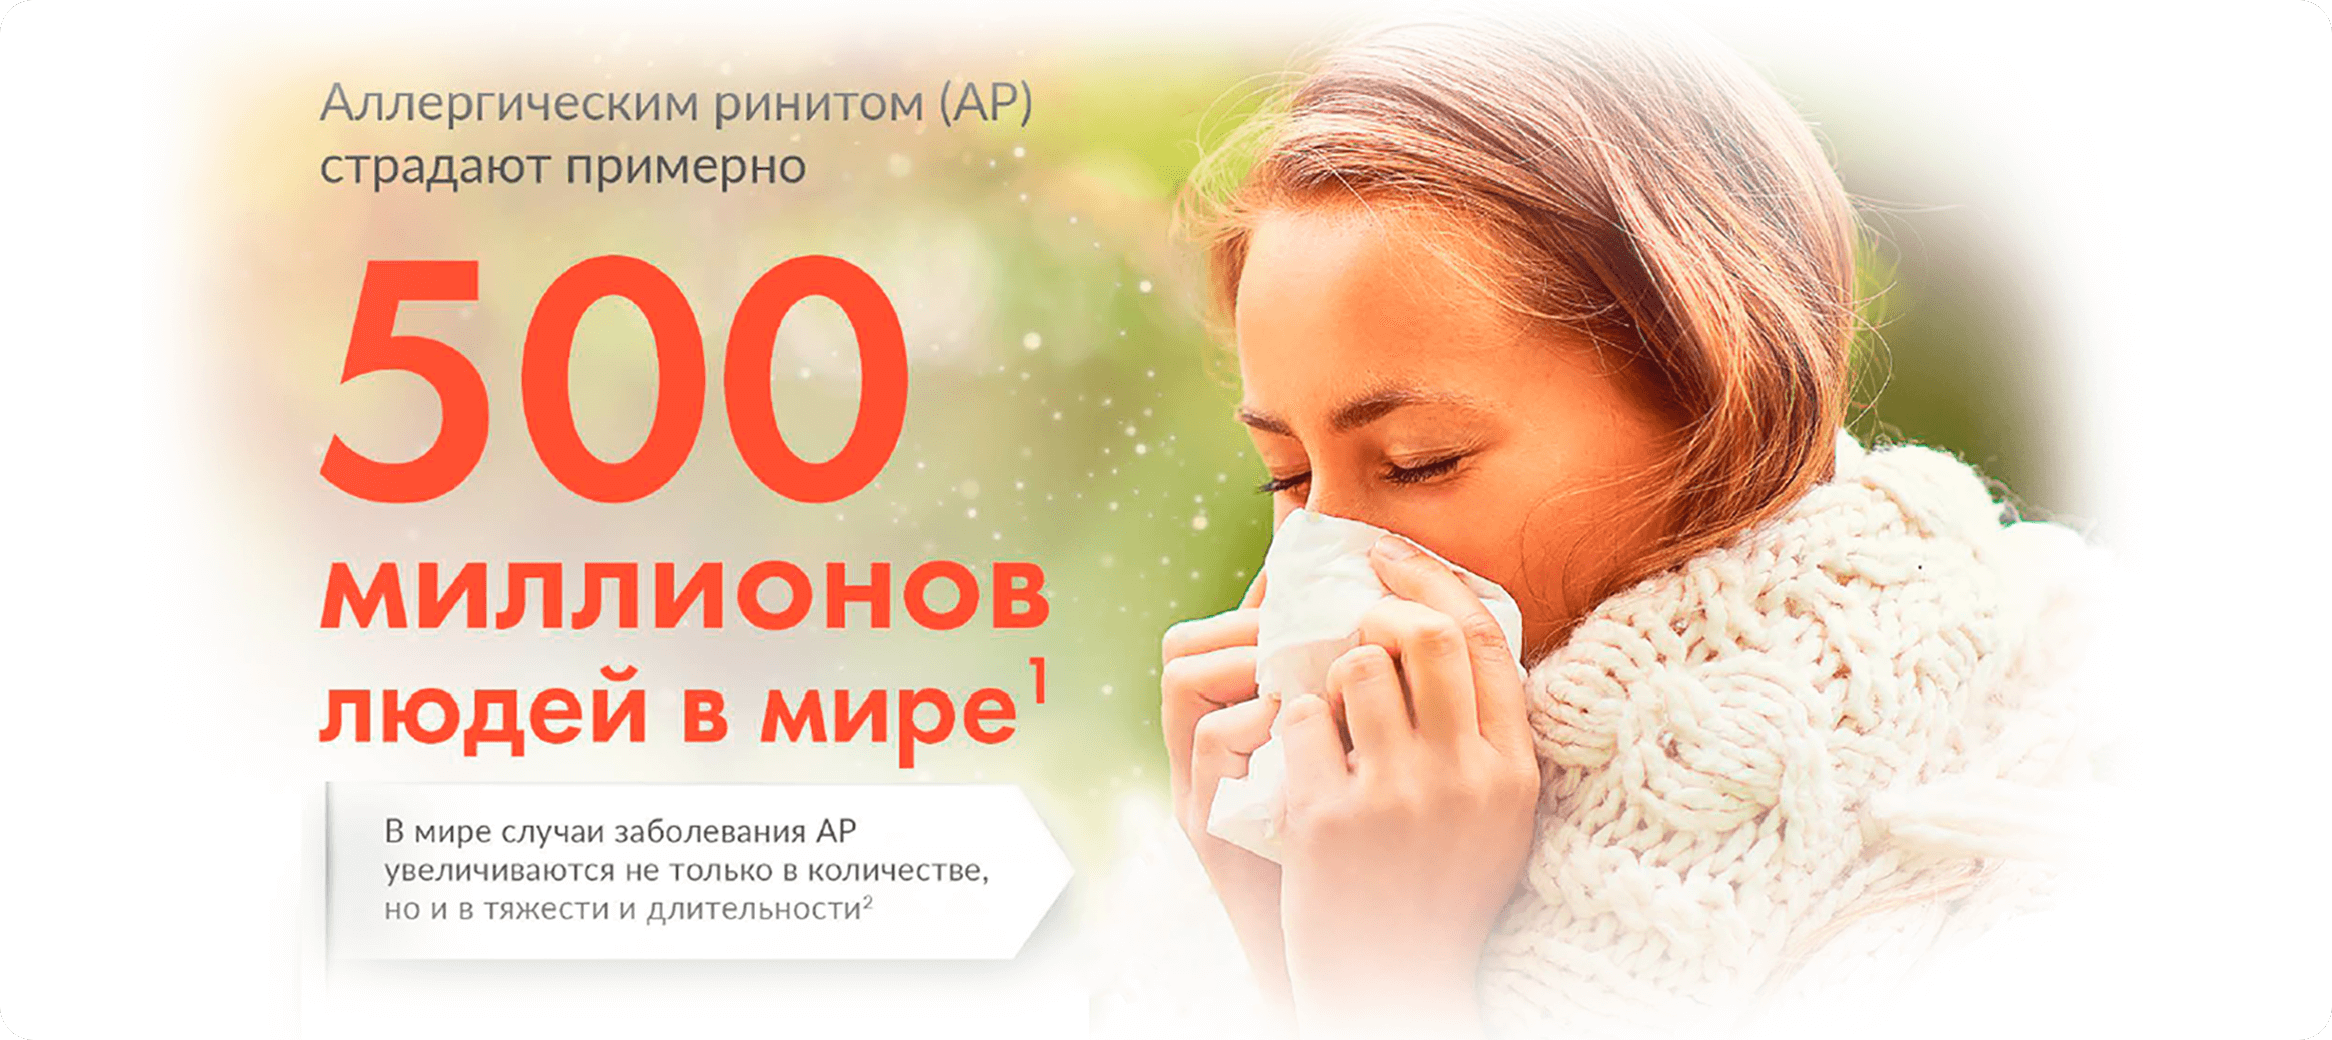 Аллергическим ринитом (АР)
страдают примерно
500
миллионов
людей в мире¹
В мире случаи заболевания АР
увеличиваются не только в количестве,
но и в тяжести и длительности²